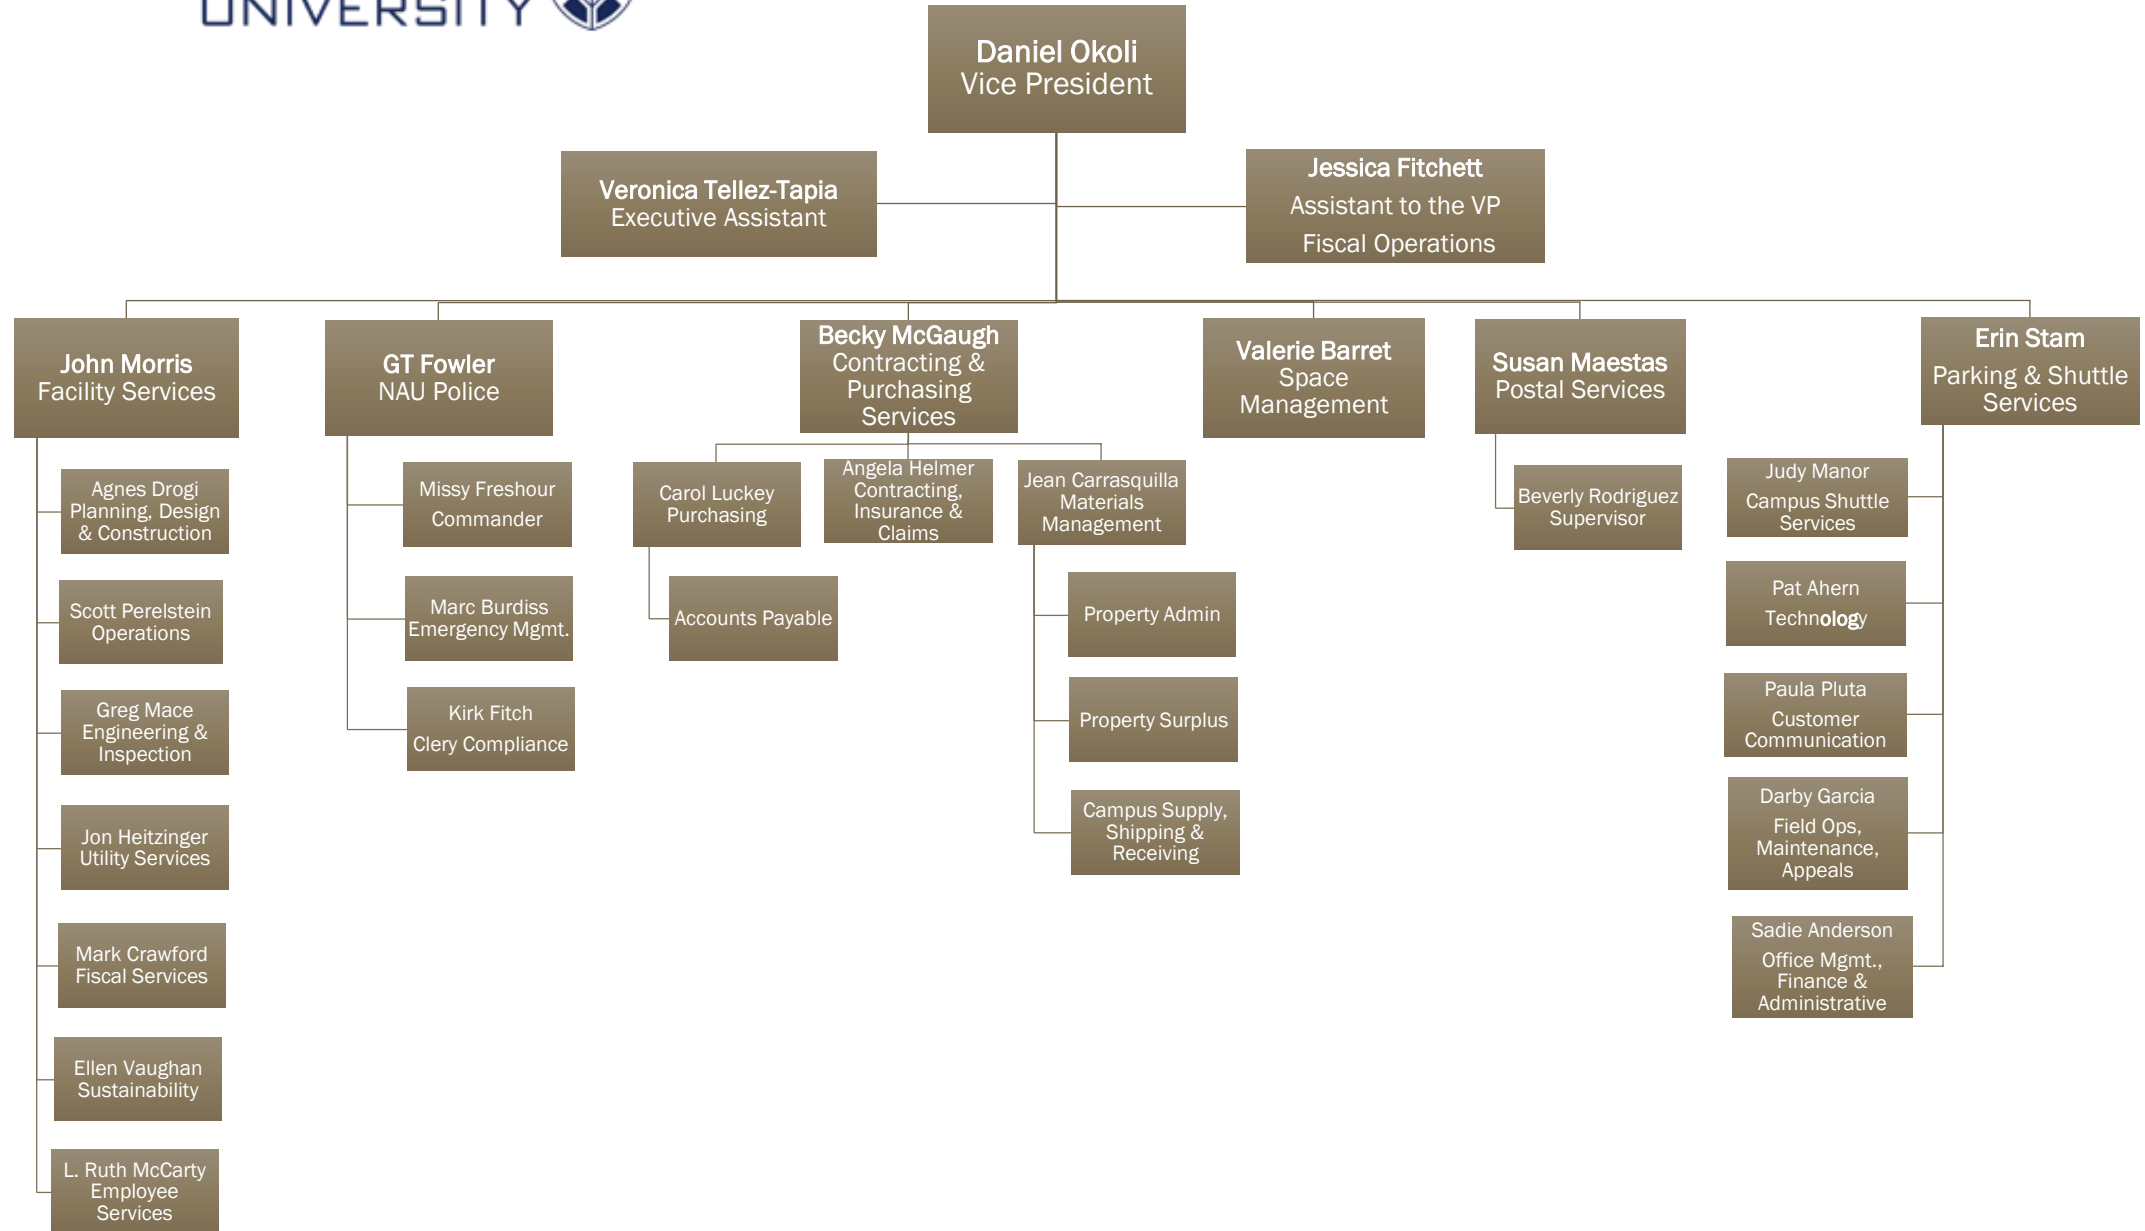 UNIVERSITY
Daniel Okoli
Vice President
Veronica Tellez-Tapia
Executive Assistant
Jessica Fitchett
Assistant to the VP
Fiscal Operations
John Morris
Facility Services
GT Fowler
NAU Police
Becky McGaugh
Contracting &
Purchasing
Services
Valerie Barret
Space
Management
Susan Maestas
Postal Services
Erin Stam
Parking & Shuttle
Services
Agnes Drogi
Planning, Design
& Construction
Scott Perelstein
Operations
Greg Mace
Engineering &
Inspection
Jon Heitzinger
Utility Services
Mark Crawford
Fiscal Services
Ellen Vaughan
Sustainability
L. Ruth McCarty
Employee
Services
Missy Freshour
Commander
Marc Burdiss
Emergency Mgmt.
Kirk Fitch
Clery Compliance
Carol Luckey
Purchasing
Accounts Payable
Angela Helmer
Contracting,
Insurance &
Claims
Jean Carrasquilla
Materials
Management
Property Admin
Property Surplus
Campus Supply,
Shipping &
Receiving
Beverly Rodriguez
Supervisor
Judy Manor
Campus Shuttle
Services
Pat Ahern
Technology
Paula Pluta
Customer
Communication
Darby Garcia
Field Ops,
Maintenance,
Appeals
Sadie Anderson
Office Mgmt.,
Finance &
Administrative